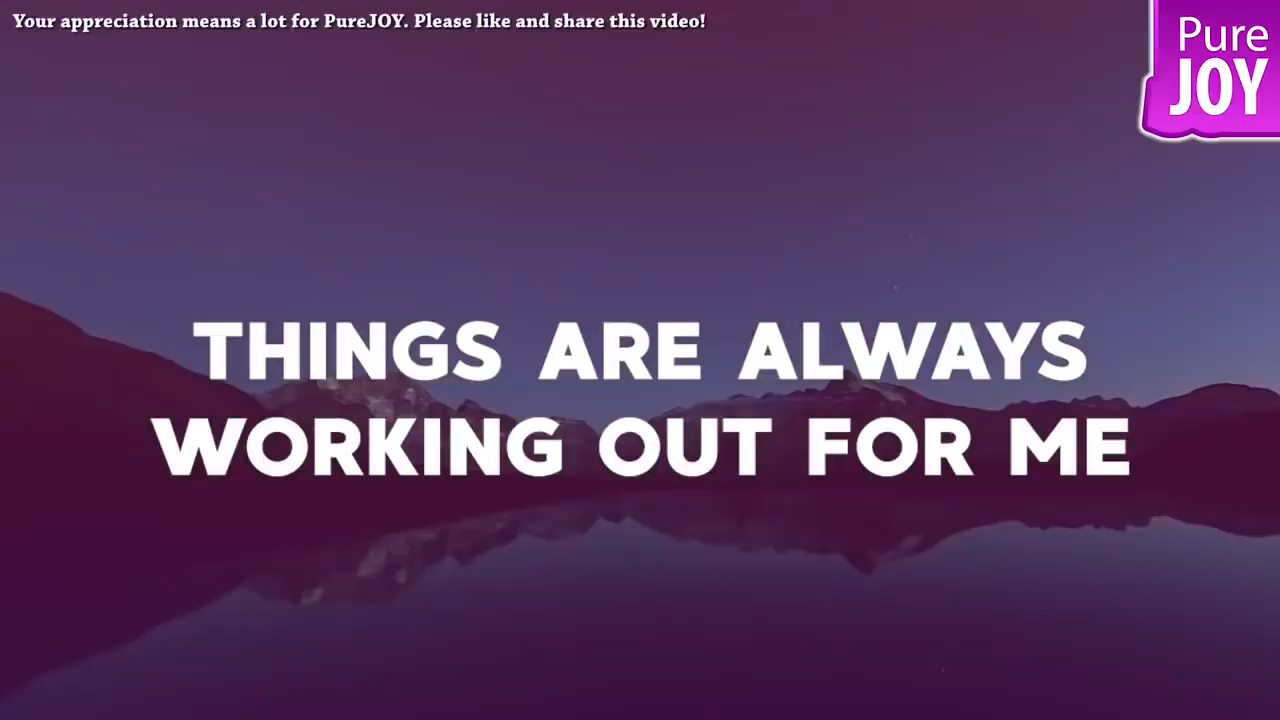 Your appreciation means a lot for PureJOY. Please like and share this video!
Pure
JOY
THINGS ARE ALWAYS
WORKING OUT FOR ME